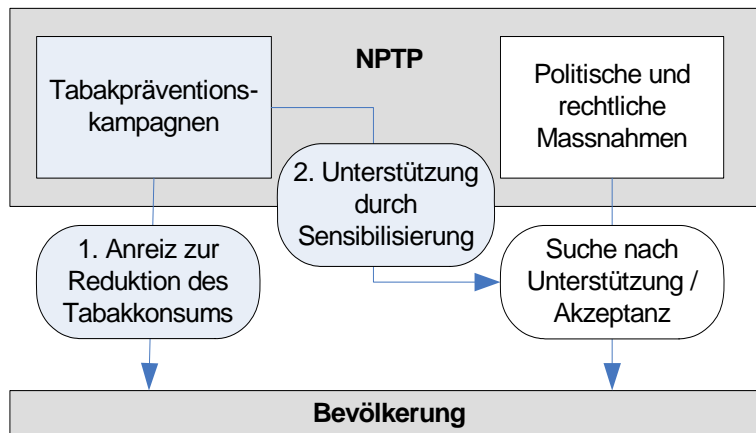 NPTP
Tabakpräventions-
kampagnen
Politische und
rechtliche
Massnahmen
2. Unterstützung
durch
Sensibilisierung
1. Anreiz zur
Reduktion des
Tabakkonsums
Suche nach
Unterstützung /
Akzeptanz
Bevölkerung